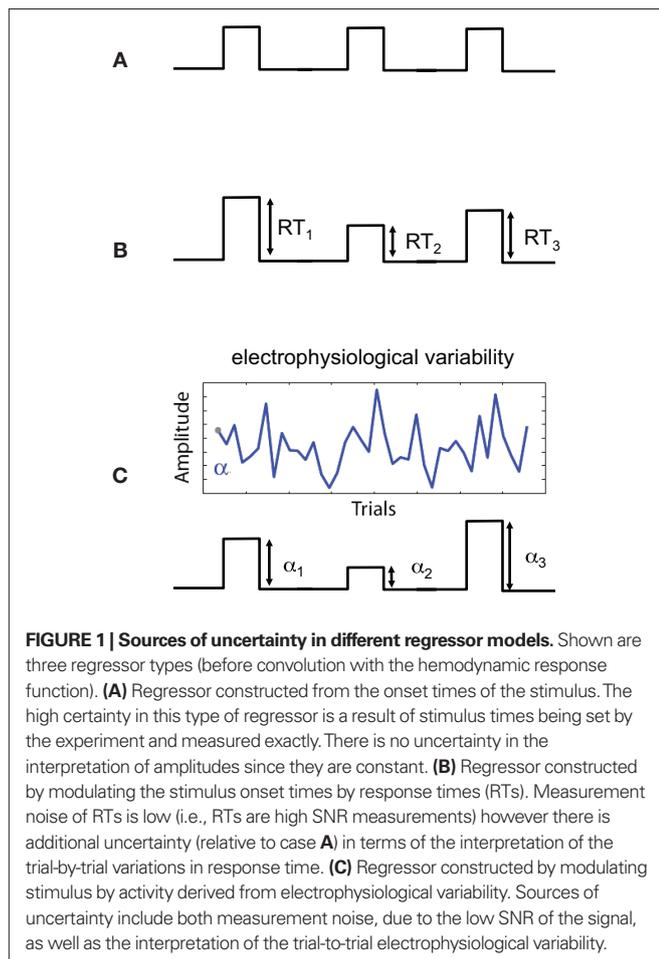 A
B
RT1
RT2
RT3
electrophysiological variability
Amplitude
α
C
Trials
α1
α2
α3
FIGURE 1 | Sources of uncertainty in different regressor models. Shown are
three regressor types (before convolution with the hemodynamic response
function). (A) Regressor constructed from the onset times of the stimulus. The
high certainty in this type of regressor is a result of stimulus times being set by
the experiment and measured exactly. There is no uncertainty in the
interpretation of amplitudes since they are constant. (B) Regressor constructed
by modulating the stimulus onset times by response times (RTs). Measurement
noise of RTs is low (i.e., RTs are high SNR measurements) however there is
additional uncertainty (relative to case A) in terms of the interpretation of the
trial-by-trial variations in response time. (C) Regressor constructed by modulating
stimulus by activity derived from electrophysiological variability. Sources of
uncertainty include both measurement noise, due to the low SNR of the signal,
as well as the interpretation of the trial-to-trial electrophysiological variability.